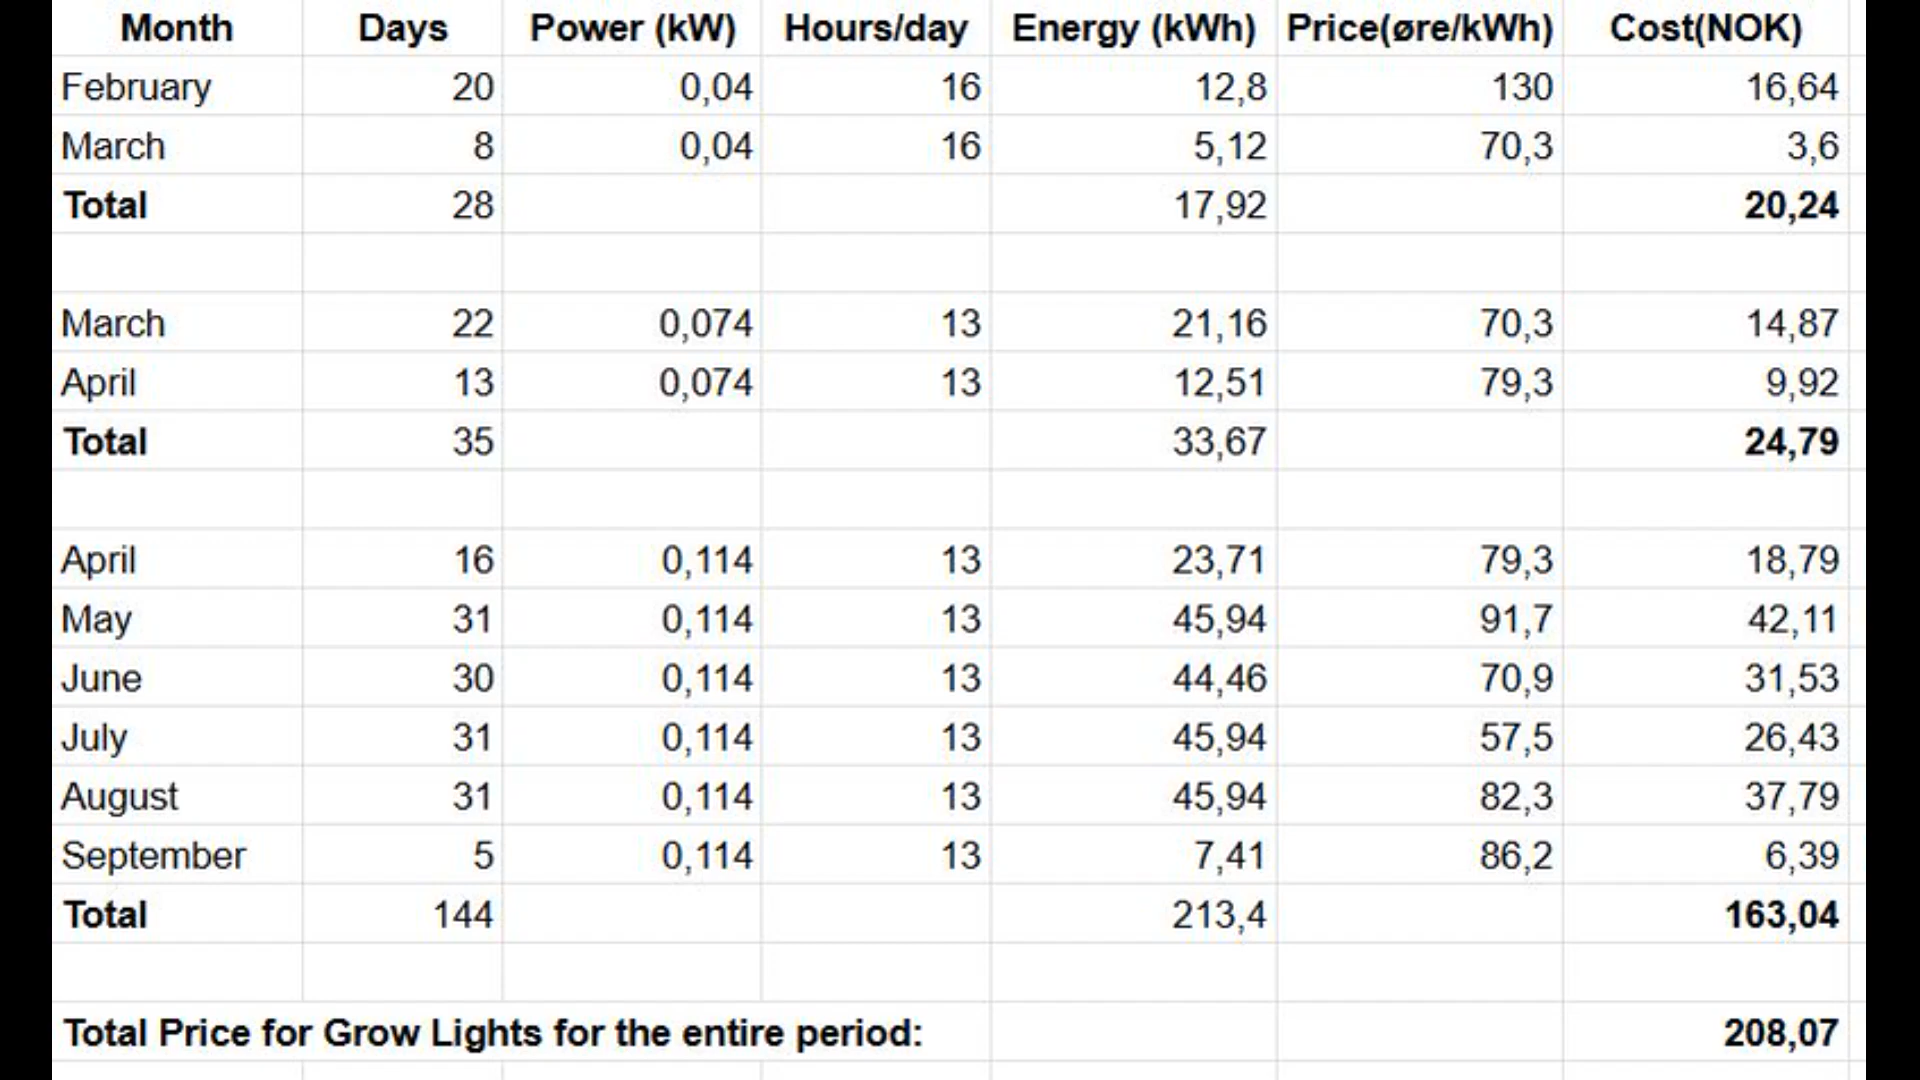 Month Days Power (kW) Hours/day Energy (kWh) Price(øre/kWh) Cost(NOK)
February 20 0,04 16 12,8 130 16,64
March 8 0,04 16 5,12 70,3 3,6
Total 28 17,92 20,24
March 22 0,074 13 21,16 70,3 14,87
April 13 0,074 13 12,51 79,3 9,92
Total 35 33,67 24,79
April 16 0,114 13 23,71 79,3 18,79
May 31 0,114 13 45,94 91,7 42,11
June 30 0,114 13 44,46 70,9 31,53
July 31 0,114 13 45,94 57,5 26,43
August 31 0,114 13 45,94 82,3 37,79
September 5 0,114 13 7,41 86,2 6,39
Total 144 213,4 163,04
Total Price for Grow Lights for the entire period: 208,07